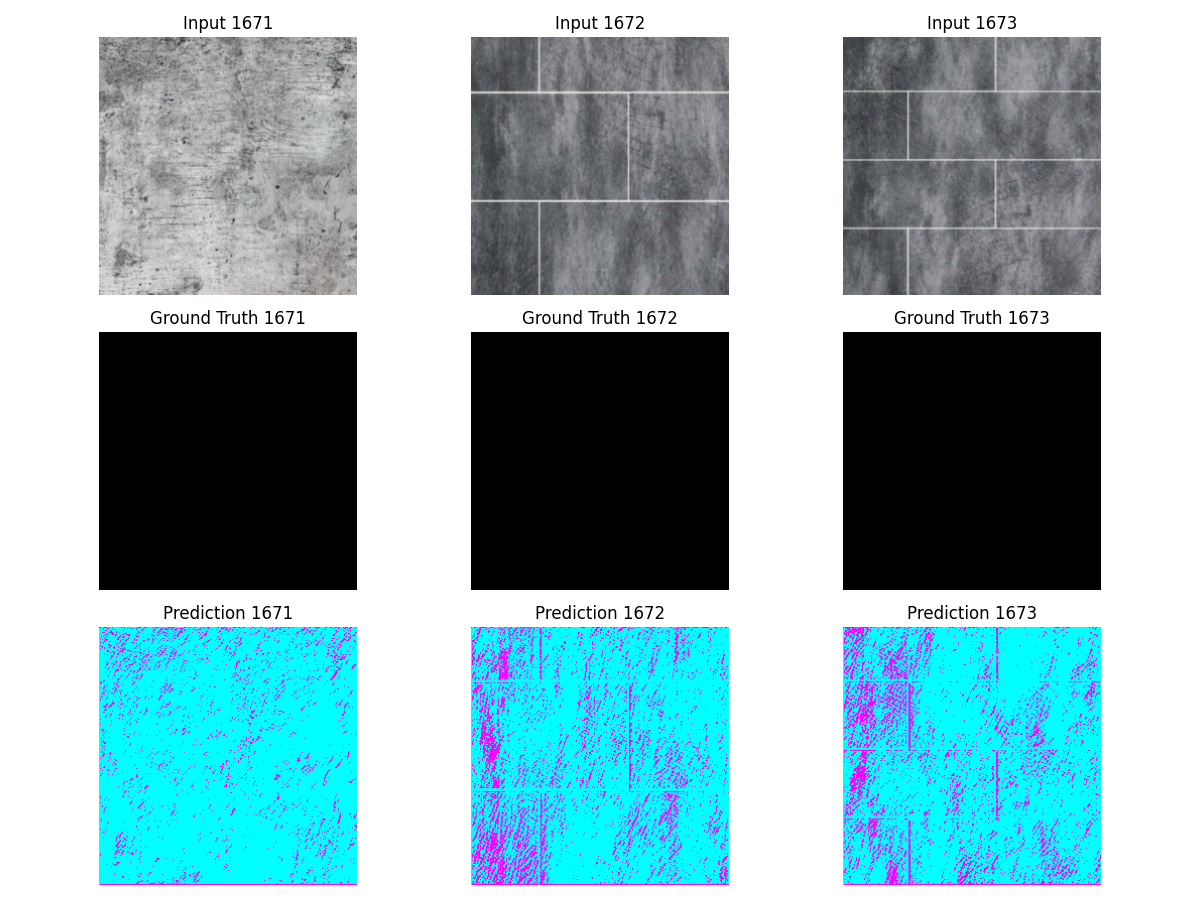 Input 1671
Input 1672
Input 1673
Ground Truth 1671
Ground Truth 1672
Ground Truth 1673
Prediction 1671
Prediction 1672
Prediction 1673